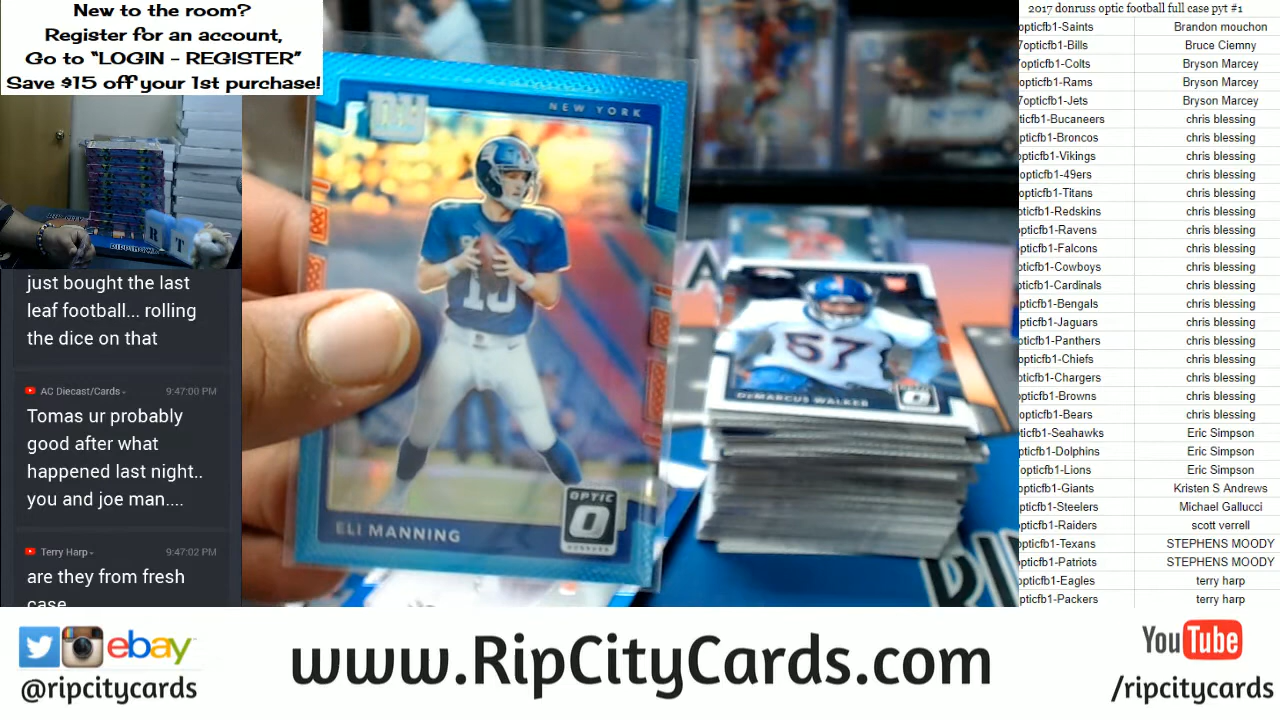 New to the room?
Register for an account,
Go to “LOGIN - REGISTER”
Save $15 off your 1st purchase!
just bought the last
leaf football... rolling
the dice on that
AC Diecast/Cards
9:47:00 PM
Tomas ur probably
good after what
happened last night..
you and joe man....
Terry Harp
9:47:02 PM
are they from fresh
case
NEW YORK
NY
10
ELI MANNING
OPTIC
DONRUSS
57
DEMARCUS WALKER
2017 donruss optic football full case pyt #1
opticfb1-Saints Brandon mouchon
7opticfb1-Bills Bruce Ciemny
7opticfb1-Colts Bryson Marcey
opticfb1-Rams Bryson Marcey
7opticfb1-Jets Bryson Marcey
opticfb1-Bucaneers chris blessing
opticfb1-Broncos chris blessing
opticfb1-Vikings chris blessing
opticfb1-49ers chris blessing
opticfb1-Titans chris blessing
opticfb1-Redskins chris blessing
opticfb1-Ravens chris blessing
opticfb1-Falcons chris blessing
opticfb1-Cowboys chris blessing
opticfb1-Cardinals chris blessing
opticfb1-Bengals chris blessing
opticfb1-Jaguars chris blessing
opticfb1-Panthers chris blessing
opticfb1-Chiefs chris blessing
opticfb1-Chargers chris blessing
opticfb1-Browns chris blessing
opticfb1-Bears chris blessing
opticfb1-Seahawks Eric Simpson
opticfb1-Dolphins Eric Simpson
opticfb1-Lions Eric Simpson
opticfb1-Giants Kristen S Andrews
opticfb1-Steelers Michael Gallucci
opticfb1-Raiders scott verrell
opticfb1-Texans STEPHENS MOODY
opticfb1-Patriots STEPHENS MOODY
opticfb1-Eagles terry harp
opticfb1-Packers terry harp
ebay
@ripcitycards
www.RipCityCards.com
YouTube
/ripcitycards